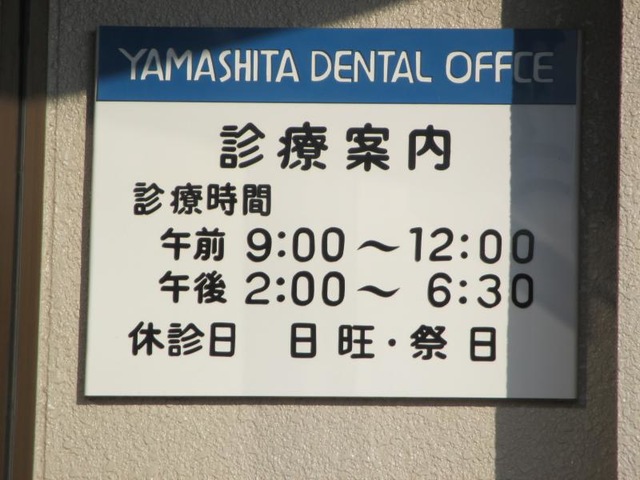 YAMASHITA DENTAL OFFCE
診療案内
診療時間
午前 9:00～12:00
午後 2:00～ 6:30
休診日 日旺・祭日